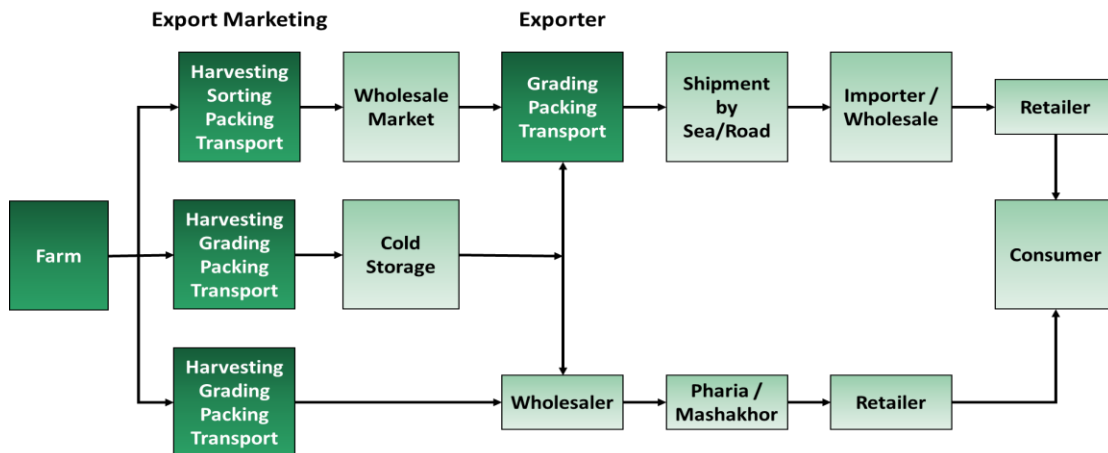 Export Marketing
Exporter
Harvesting
Sorting
Packing
Transport
Wholesale
Market
Grading
Packing
Transport
Shipment
by
Sea/Road
Importer /
Wholesale
Retailer
Farm
Harvesting
Grading
Packing
Transport
Cold
Storage
Consumer
Harvesting
Grading
Packing
Transport
Wholesaler
Pharia /
Mashakhor
Retailer